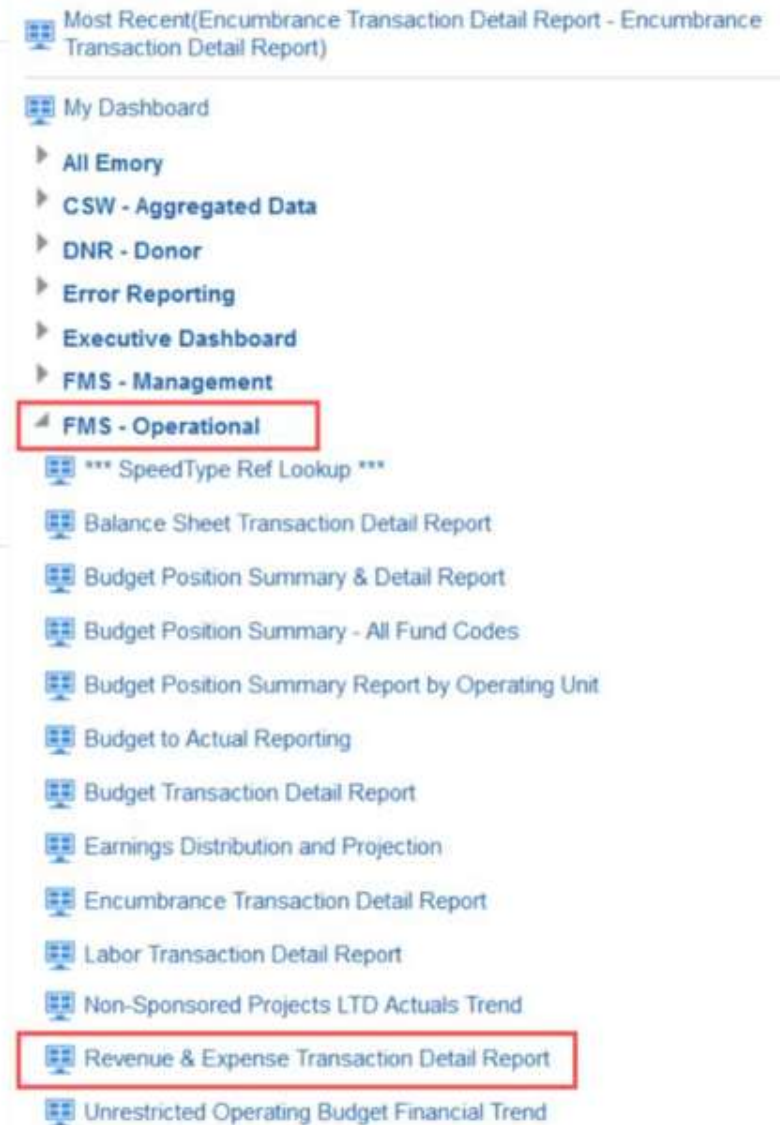 Most Recent(Encumbrance Transaction Detail Report - Encumbrance
Transaction Detail Report)
My Dashboard
All Emory
CSW - Aggregated Data
DNR - Donor
Error Reporting
Executive Dashboard
FMS - Management
FMS - Operational
*** SpeedType Ref Lookup ***
Balance Sheet Transaction Detail Report
Budget Position Summary & Detail Report
Budget Position Summary - All Fund Codes
Budget Position Summary Report by Operating Unit
Budget to Actual Reporting
Budget Transaction Detail Report
Earnings Distribution and Projection
Encumbrance Transaction Detail Report
Labor Transaction Detail Report
Non-Sponsored Projects LTD Actuals Trend
Revenue & Expense Transaction Detail Report
Unrestricted Operating Budget Financial Trend